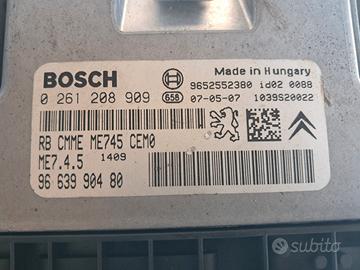 BOSCH
Made in Hungary
0 261 208 909
9652552380 1d02 0088
658 07-05-07 1039S20022
RB CMME ME745 CEM0
ME7.4.5 1409
96 639 904 80
subito